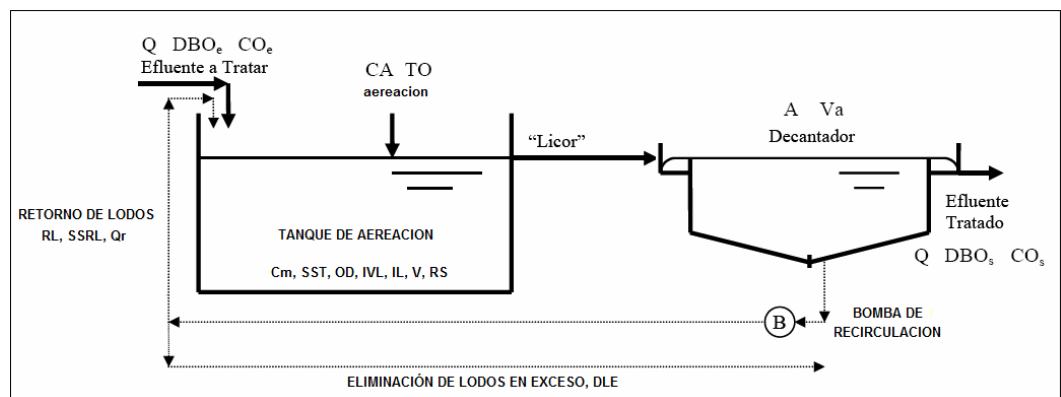 Q DBOₑ COₑ
Efluente a Tratar
CA TO
aereacion
A Va
Decantador
“Licor”
RETORNO DE LODOS
RL, SSRL, Qr
TANQUE DE AEREACION
Cm, SST, OD, IVL, IL, V, RS
Efluente
Tratado
Q DBOₛ COₛ
B
BOMBA DE
RECIRCULACION
ELIMINACIÓN DE LODOS EN EXCESO, DLE